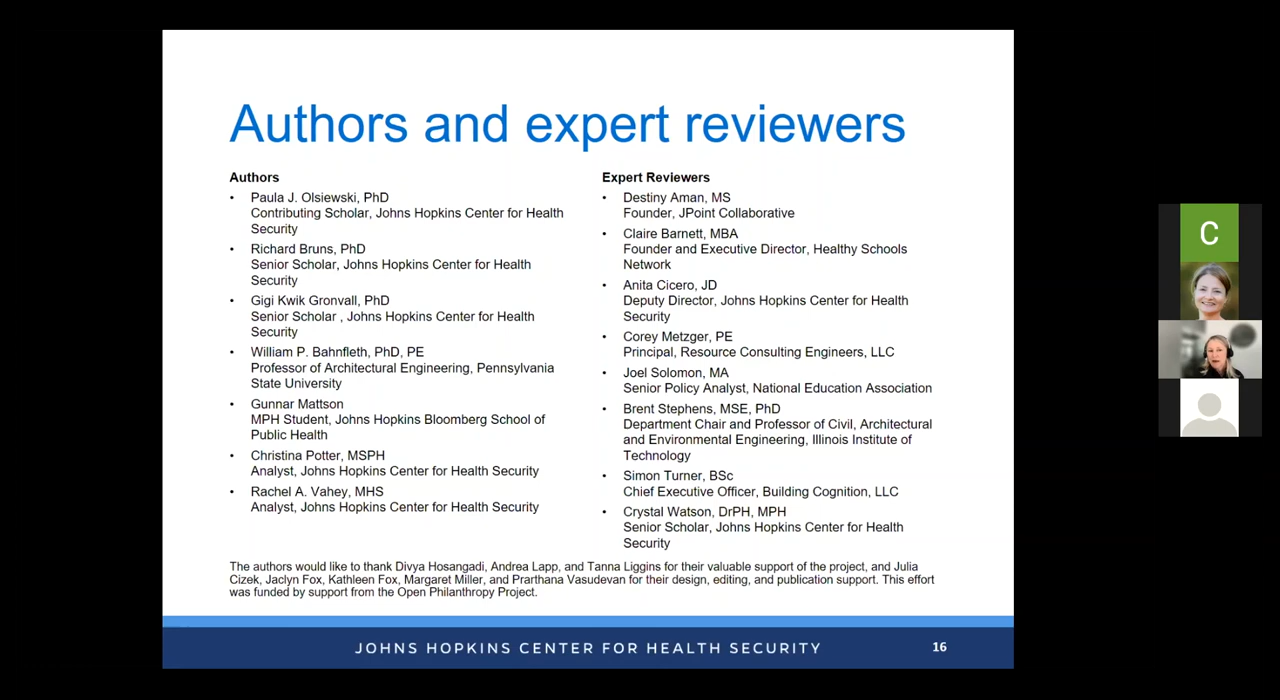 Authors and expert reviewers
Authors
• Paula J. Olsiewski, PhD
Contributing Scholar, Johns Hopkins Center for Health
Security
• Richard Bruns, PhD
Senior Scholar, Johns Hopkins Center for Health
Security
• Gigi Kwik Gronvall, PhD
Senior Scholar , Johns Hopkins Center for Health
Security
• William P. Bahnfleth, PhD, PE
Professor of Architectural Engineering, Pennsylvania
State University
• Gunnar Mattson
MPH Student, Johns Hopkins Bloomberg School of
Public Health
• Christina Potter, MSPH
Analyst, Johns Hopkins Center for Health Security
• Rachel A. Vahey, MHS
Analyst, Johns Hopkins Center for Health Security
Expert Reviewers
• Destiny Aman, MS
Founder, JPoint Collaborative
• Claire Barnett, MBA
Founder and Executive Director, Healthy Schools
Network
• Anita Cicero, JD
Deputy Director, Johns Hopkins Center for Health
Security
• Corey Metzger, PE
Principal, Resource Consulting Engineers, LLC
• Joel Solomon, MA
Senior Policy Analyst, National Education Association
• Brent Stephens, MSE, PhD
Department Chair and Professor of Civil, Architectural
and Environmental Engineering, Illinois Institute of
Technology
• Simon Turner, BSc
Chief Executive Officer, Building Cognition, LLC
• Crystal Watson, DrPH, MPH
Senior Scholar, Johns Hopkins Center for Health
Security
The authors would like to thank Divya Hosangadi, Andrea Lapp, and Tanna Liggins for their valuable support of the project, and Julia
Cizek, Jaclyn Fox, Kathleen Fox, Margaret Miller, and Prarthana Vasudevan for their design, editing, and publication support. This effort
was funded by support from the Open Philanthropy Project.
JOHNS HOPKINS CENTER FOR HEALTH SECURITY
16
C